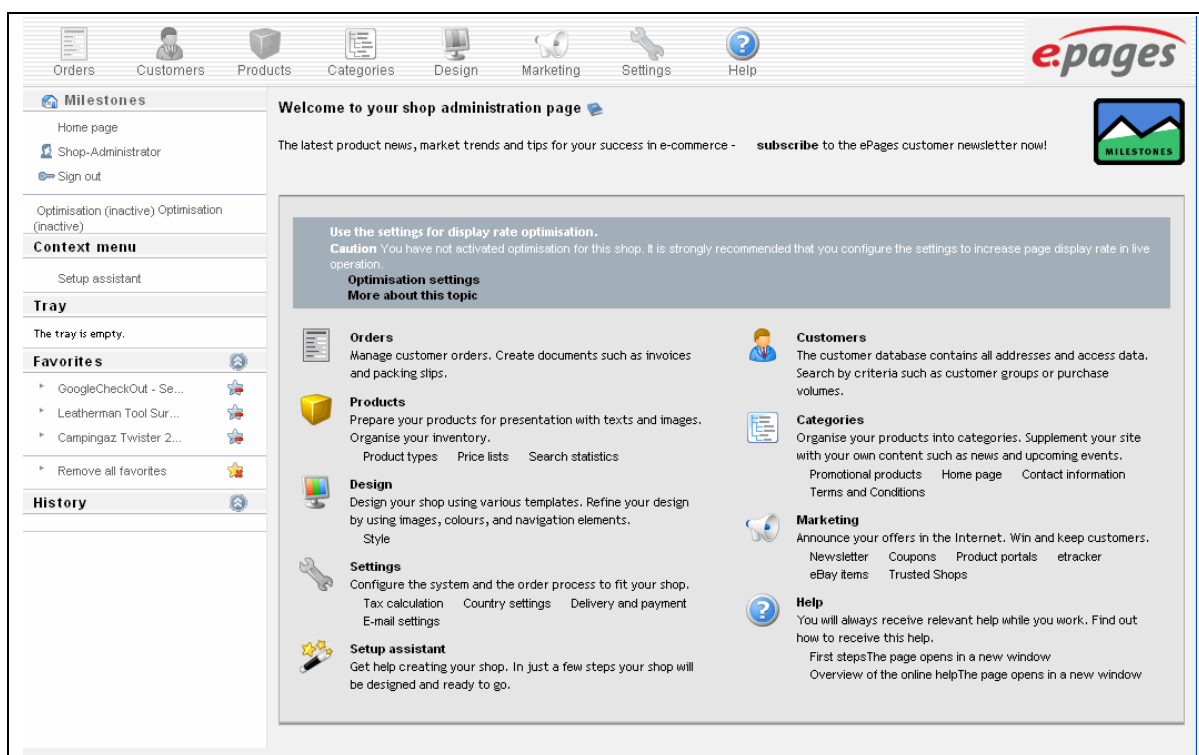 Orders Customers Products Categories Design Marketing Settings Help
e.pages
Milestones
Home page
Shop-Administrator
Sign out
Optimisation (inactive) Optimisation
(inactive)
Context menu
Setup assistant
Tray
The tray is empty.
Favorites
GoogleCheckOut - Se...
Leatherman Tool Sur...
Campingaz Twister 2...
Remove all favorites
History
Welcome to your shop administration page
The latest product news, market trends and tips for your success in e-commerce - subscribe to the ePages customer newsletter now!
MILESTONES
Use the settings for display rate optimisation.
Caution You have not activated optimisation for this shop. It is strongly recommended that you configure the settings to increase page display rate in live
operation.
Optimisation settings
More about this topic
Orders
Manage customer orders. Create documents such as invoices
and packing slips.
Products
Prepare your products for presentation with texts and images.
Organise your inventory.
Product types Price lists Search statistics
Design
Design your shop using various templates. Refine your design
by using images, colours, and navigation elements.
Style
Settings
Configure the system and the order process to fit your shop.
Tax calculation Country settings Delivery and payment
E-mail settings
Setup assistant
Get help creating your shop. In just a few steps your shop will
be designed and ready to go.
Customers
The customer database contains all addresses and access data.
Search by criteria such as customer groups or purchase
volumes.
Categories
Organise your products into categories. Supplement your site
with your own content such as news and upcoming events.
Promotional products Home page Contact information
Terms and Conditions
Marketing
Announce your offers in the Internet. Win and keep customers.
Newsletter Coupons Product portals etracker
eBay items Trusted Shops
Help
You will always receive relevant help while you work. Find out
how to receive this help.
First stepsThe page opens in a new window
Overview of the online helpThe page opens in a new window